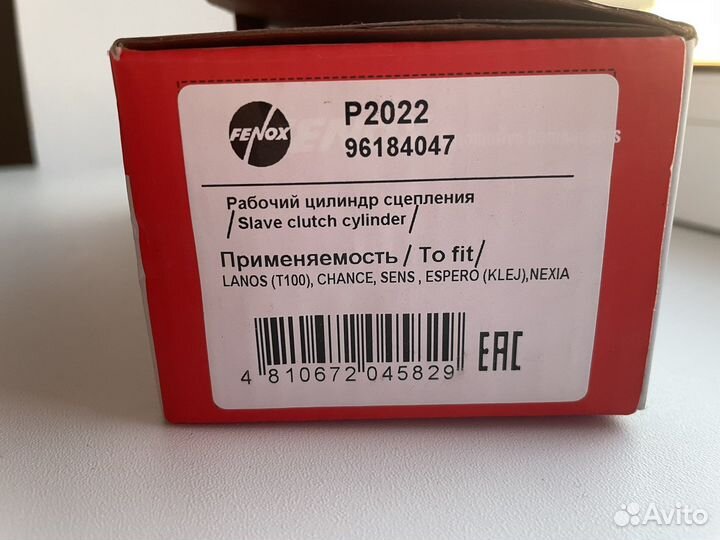 FENOX
P2022
96184047
Рабочий цилиндр сцепления
/Slave clutch cylinder/
Применяемость / To fit/
LANOS (T100), CHANCE, SENS , ESPERO (KLEJ),NEXIA
4 810672 045829
EAC
Avito